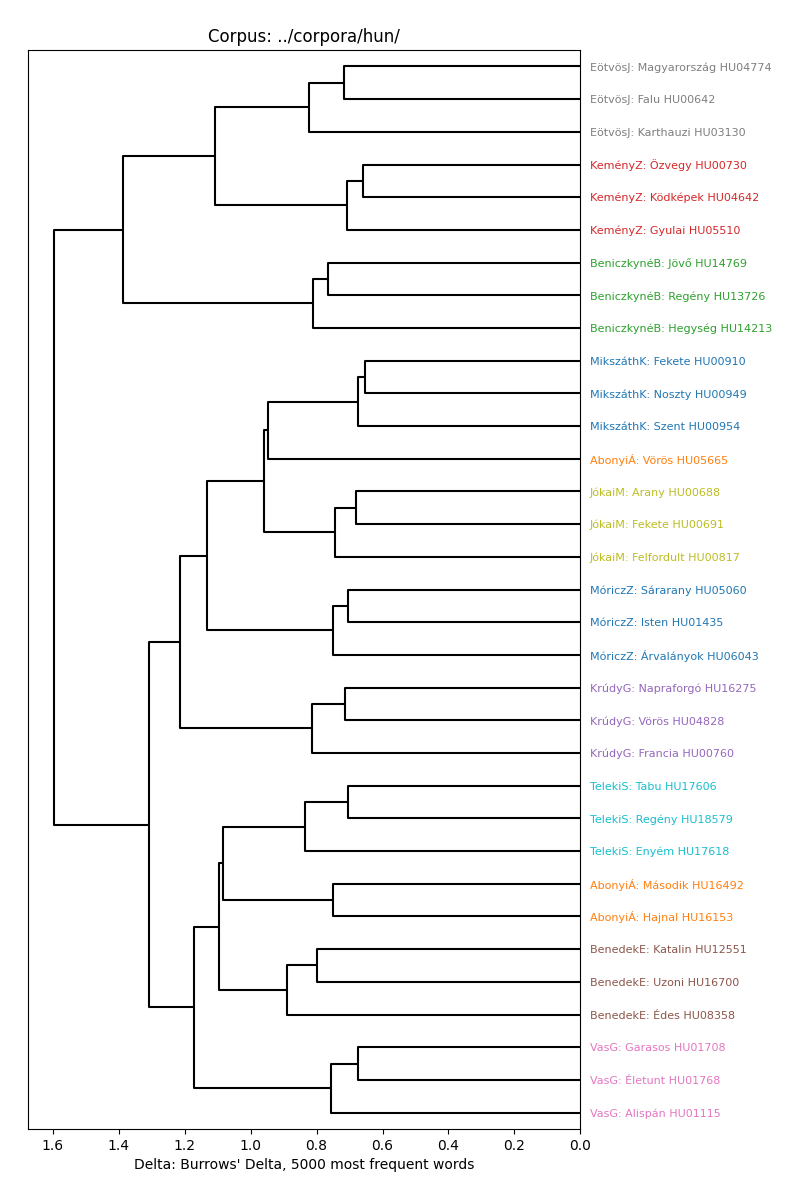 Corpus: ../corpora/hun/
EötvösJ: Magyarország HU04774
EötvösJ: Falu HU00642
EötvösJ: Karthauzi HU03130
KeményZ: Özvegy HU00730
KeményZ: Ködképek HU04642
KeményZ: Gyulai HU05510
BeniczkynéB: Jövő HU14769
BeniczkynéB: Regény HU13726
BeniczkynéB: Hegység HU14213
MikszáthK: Fekete HU00910
MikszáthK: Noszty HU00949
MikszáthK: Szent HU00954
AbonyiÁ: Vörös HU05665
JókaiM: Arany HU00688
JókaiM: Fekete HU00691
JókaiM: Felfordult HU00817
MóriczZ: Sárarany HU05060
MóriczZ: Isten HU01435
MóriczZ: Árvalányok HU06043
KrúdyG: Napraforgó HU16275
KrúdyG: Vörös HU04828
KrúdyG: Francia HU00760
TelekiS: Tabu HU17606
TelekiS: Regény HU18579
TelekiS: Enyém HU17618
AbonyiÁ: Második HU16492
AbonyiÁ: Hajnal HU16153
BenedekE: Katalin HU12551
BenedekE: Uzoni HU16700
BenedekE: Édes HU08358
VasG: Garasos HU01708
VasG: Életunt HU01768
VasG: Alispán HU01115
1.6 1.4 1.2 1.0 0.8 0.6 0.4 0.2 0.0
Delta: Burrows' Delta, 5000 most frequent words